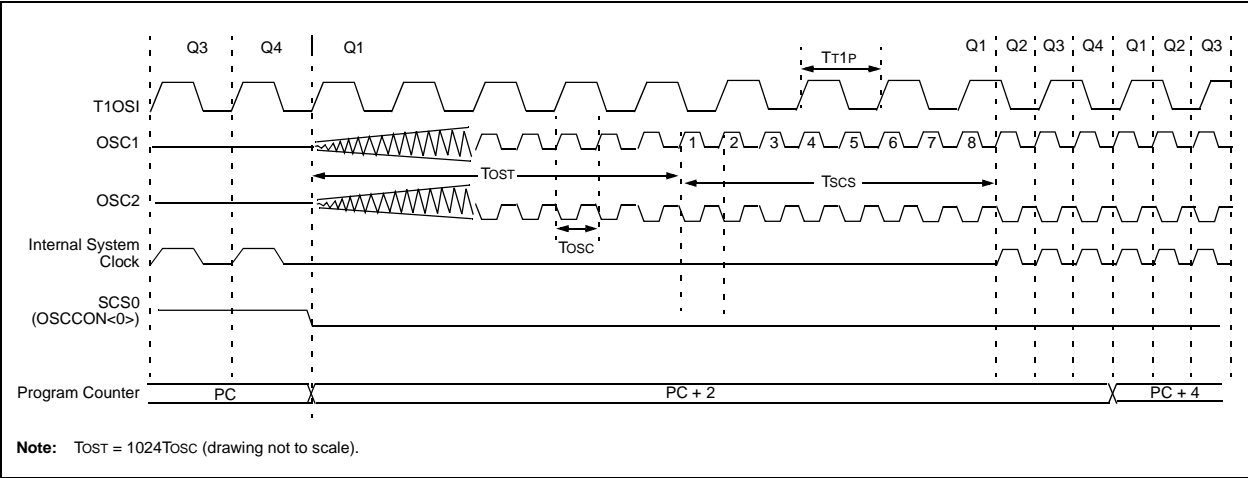 Q3 Q4 Q1 Q1 Q2 Q3 Q4 Q1 Q2 Q3
TT1P
T1OSI
OSC1 1 2 3 4 5 6 7 8
TOST TSCS
OSC2
TOSC
Internal System
Clock
SCS0
(OSCCON<0>)
Program Counter PC PC + 2 PC + 4
Note: TOST = 1024TOSC (drawing not to scale).